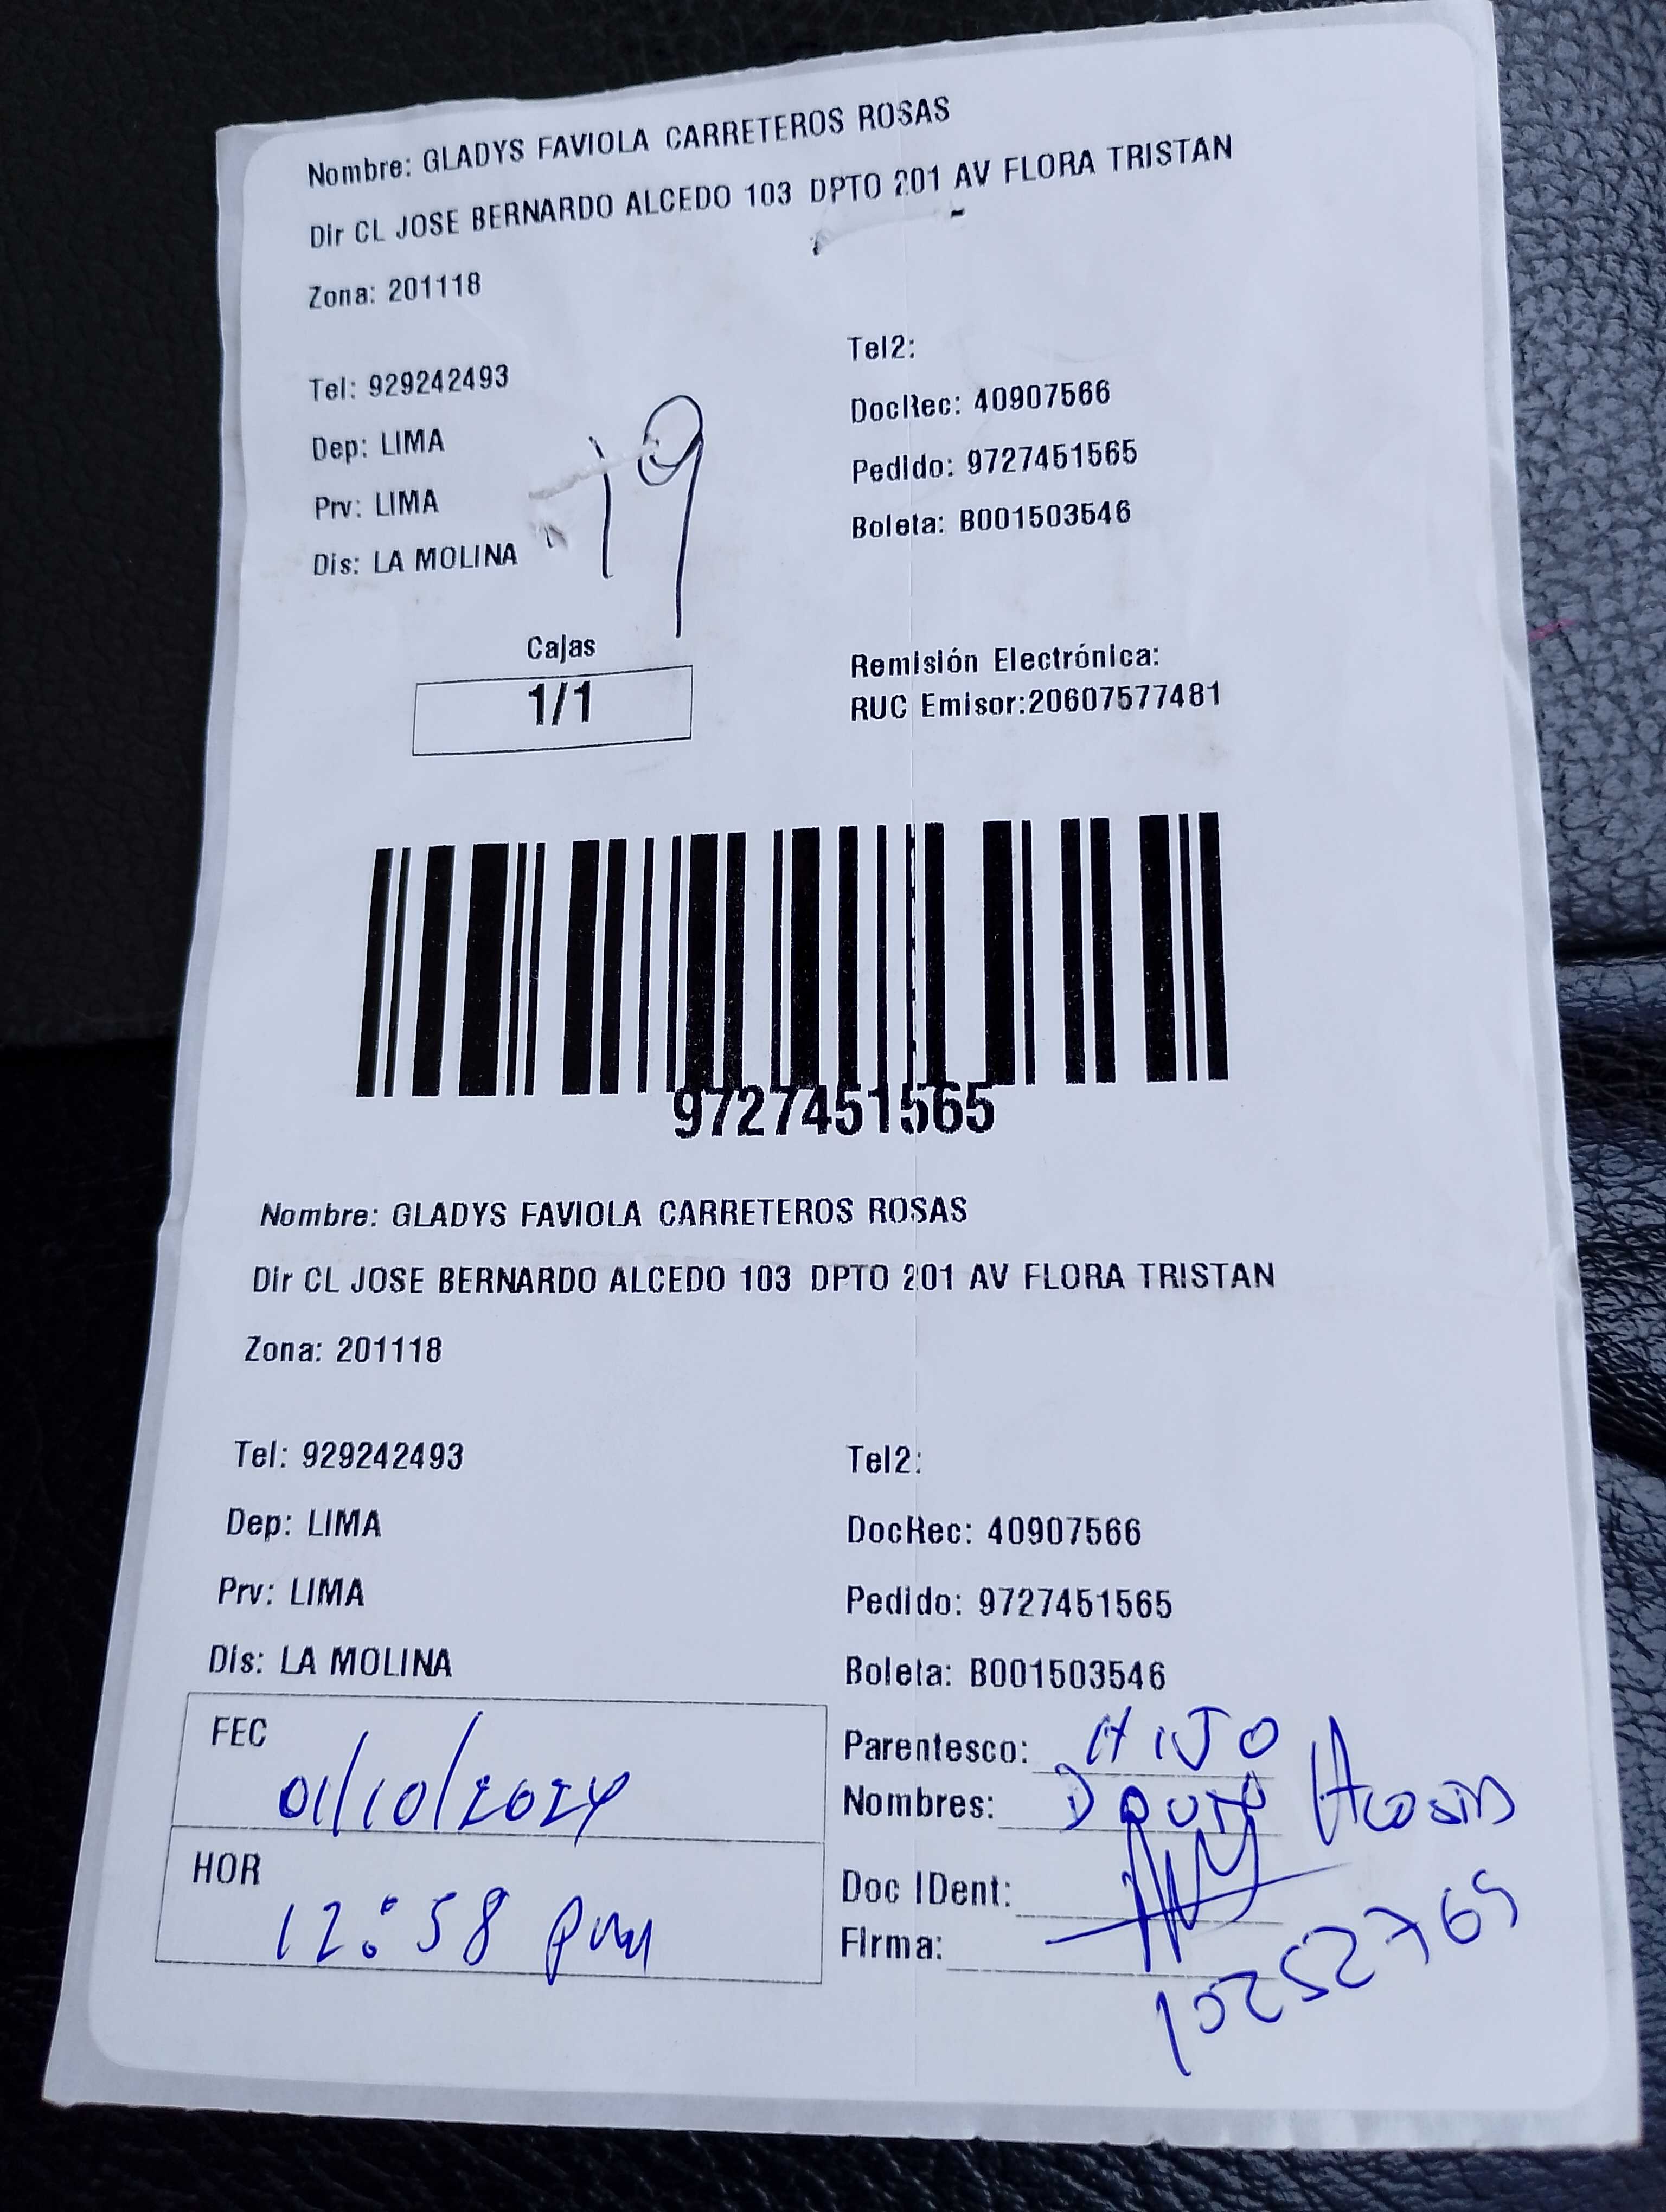 Nombre: GLADYS FAVIOLA CARRETEROS ROSAS
Dir CL JOSE BERNARDO ALCEDO 103 DPTO 201 AV FLORA TRISTAN
Zona: 201118
Tel2:
Tel: 929242493
DocRec: 40907566
Dep: LIMA
Pedido: 9727451565
Prv: LIMA
Boleta: B001503546
Dis: LA MOLINA
19
Cajas
1/1
Remisión Electrónica:
RUC Emisor:20607577481
9727451565
Nombre: GLADYS FAVIOLA CARRETEROS ROSAS
Dir CL JOSE BERNARDO ALCEDO 103 DPTO 201 AV FLORA TRISTAN
Zona: 201118
Tel: 929242493
Tel2:
Dep: LIMA
DocRec: 40907566
Prv: LIMA
Pedido: 9727451565
Dis: LA MOLINA
Boleta: B001503546
FEC
01/10/2024
HOR
12:58 pm
Parentesco: HIJO
Nombres:
Doc IDent:
Firma:
10252765